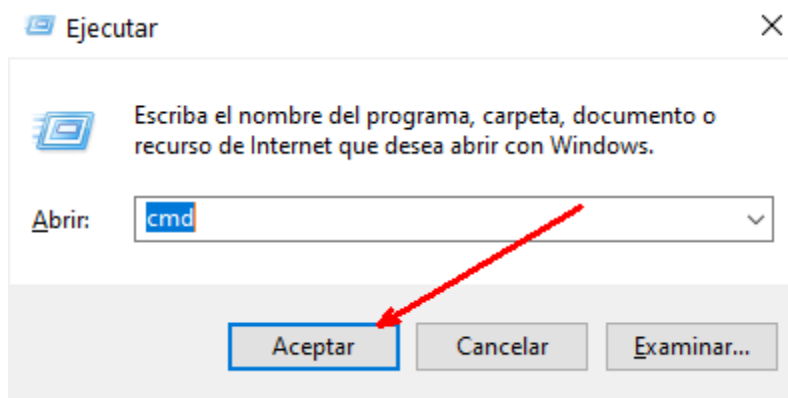 Ejecutar
Escriba el nombre del programa, carpeta, documento o
recurso de Internet que desea abrir con Windows.
Abrir: cmd
Aceptar Cancelar Examinar...